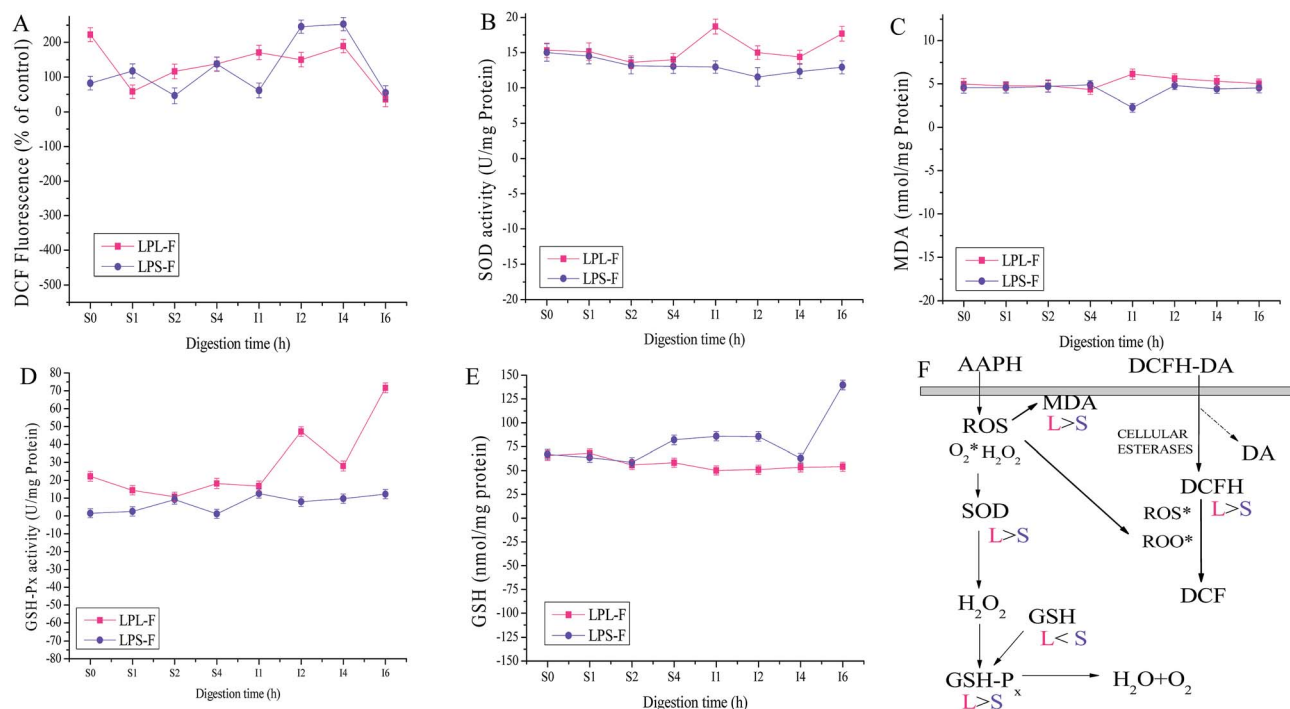 A
DCF Fluorescence (% of control)
250
200
100
0
-100
-200
-300
-400
-500
LPL-F
LPS-F
S0 S1 S2 S4 I1 I2 I4 I6
Digestion time (h)
B
SOD activity (U/mg Protein)
20
15
10
5
0
-5
-10
-15
-20
LPL-F
LPS-F
S0 S1 S2 S4 I1 I2 I4 I6
Digestion time (h)
C
MDA (nmol/mg Protein)
15
10
5
0
-5
-10
-15
-20
LPL-F
LPS-F
S0 S1 S2 S4 I1 I2 I4 I6
Digestion time (h)
D
GSH-Px activity (U/mg Protein)
80
70
60
50
40
30
20
10
0
-10
-20
-30
-40
-50
-60
-70
-80
LPL-F
LPS-F
S0 S1 S2 S4 I1 I2 I4 I6
Digestion time (h)
E
GSH (nmol/mg protein)
150
125
100
75
50
25
0
-25
-50
-75
-100
-125
-150
LPL-F
LPS-F
S0 S1 S2 S4 I1 I2 I4 I6
Digestion time (h)
F
AAPH DCFH-DA
MDA
L>S
ROS
O₂* H₂O₂
CELLULAR
ESTERASES
DA
DCFH
L>S
SOD
L>S
ROS*
ROO*
DCF
H₂O₂
GSH
L< S
GSH-Pₓ
L>S
H₂O+O₂